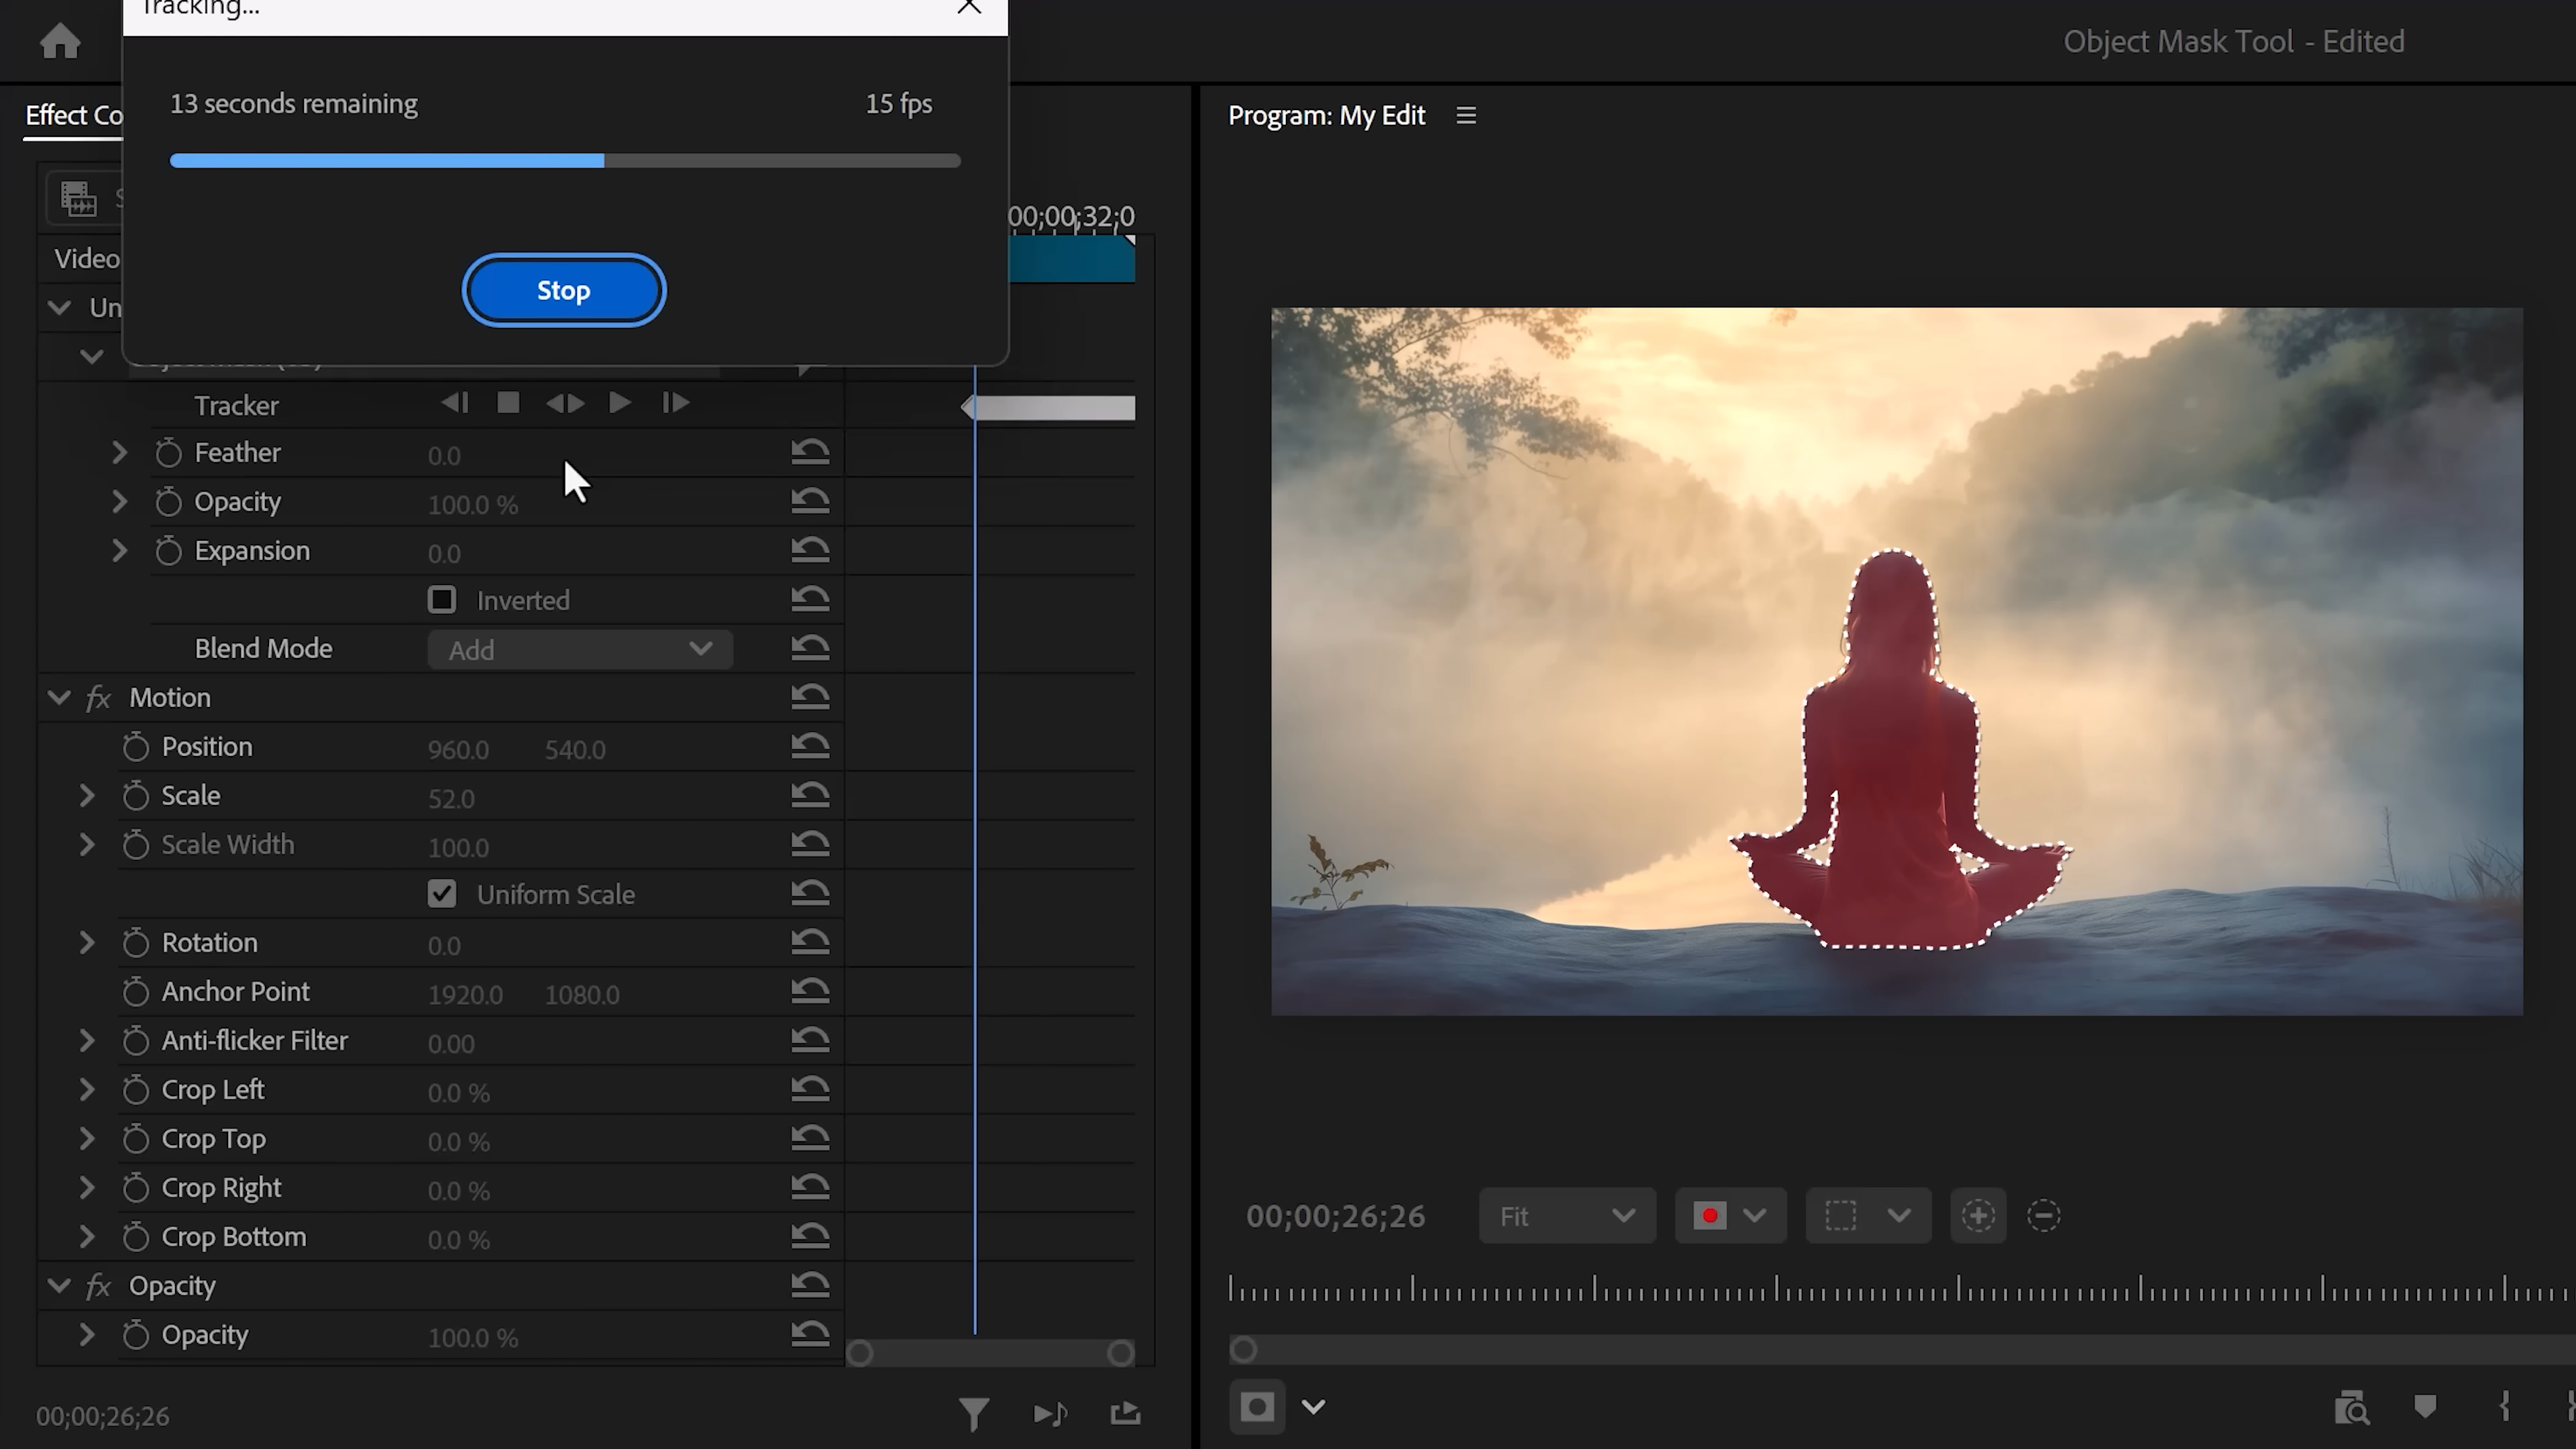 Tracking...
Object Mask Tool - Edited
13 seconds remaining
15 fps
Effect Co
Program: My Edit
00;00;32;0
Stop
Video
Un
Tracker
Feather
0.0
Opacity
100.0 %
Expansion
0.0
Inverted
Blend Mode
Add
fx Motion
Position
960.0 540.0
Scale
52.0
Scale Width
100.0
Uniform Scale
Rotation
0.0
Anchor Point
1920.0 1080.0
Anti-flicker Filter
0.00
Crop Left
0.0 %
Crop Top
0.0 %
Crop Right
0.0 %
Crop Bottom
0.0 %
fx Opacity
Opacity
100.0 %
00;00;26;26
00;00;26;26
Fit